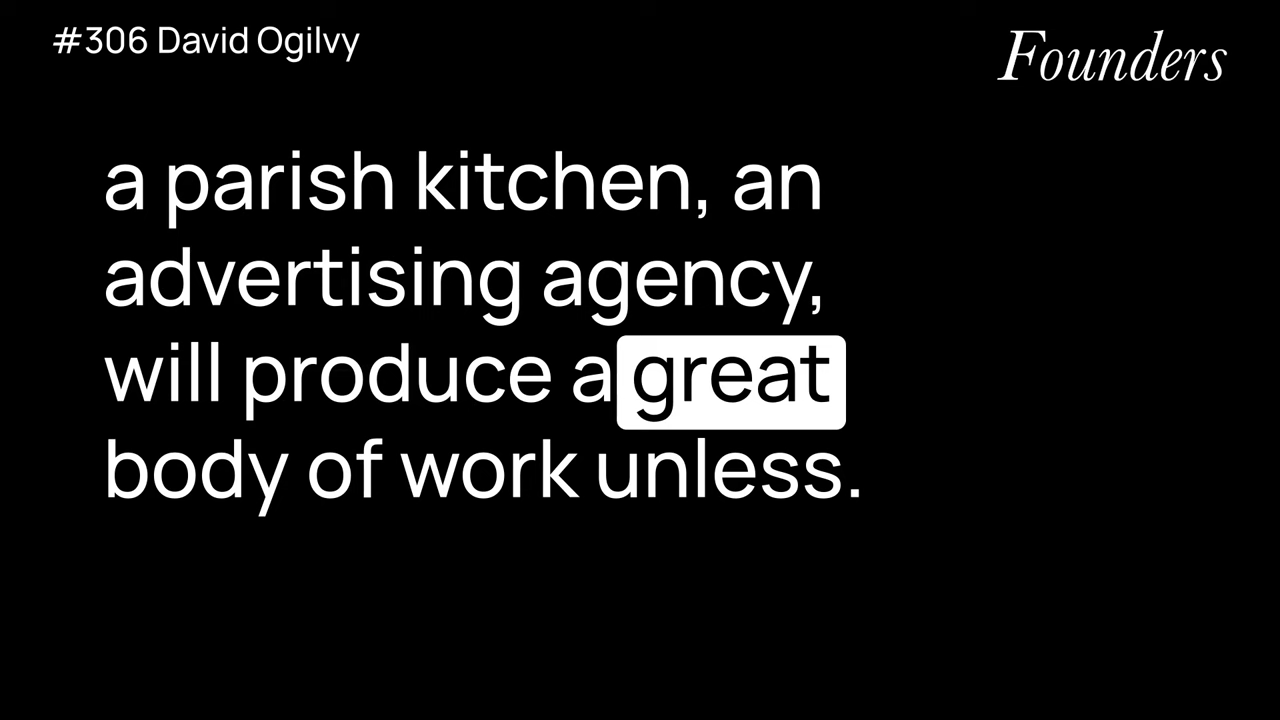 #306 David Ogilvy
Founders
a parish kitchen, an
advertising agency,
will produce a great
body of work unless.